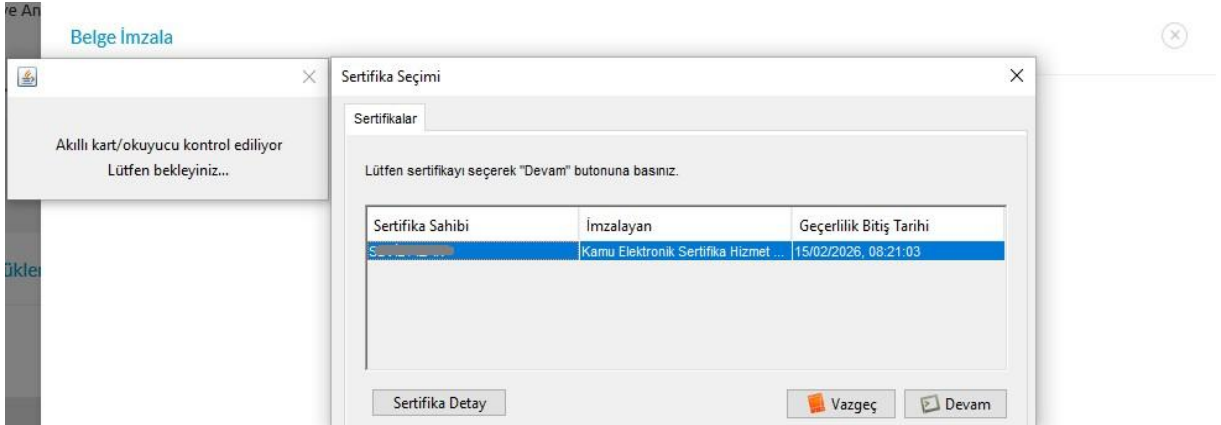 ve An
Belge İmzala
Akıllı kart/okuyucu kontrol ediliyor
Lütfen bekleyiniz...
Sertifika Seçimi
Sertifikalar
Lütfen sertifikayı seçerek "Devam" butonuna basınız.
Sertifika Sahibi İmzalayan Geçerlilik Bitiş Tarihi
Kamu Elektronik Sertifika Hizmet ... 15/02/2026, 08:21:03
ükler
Sertifika Detay Vazgeç Devam